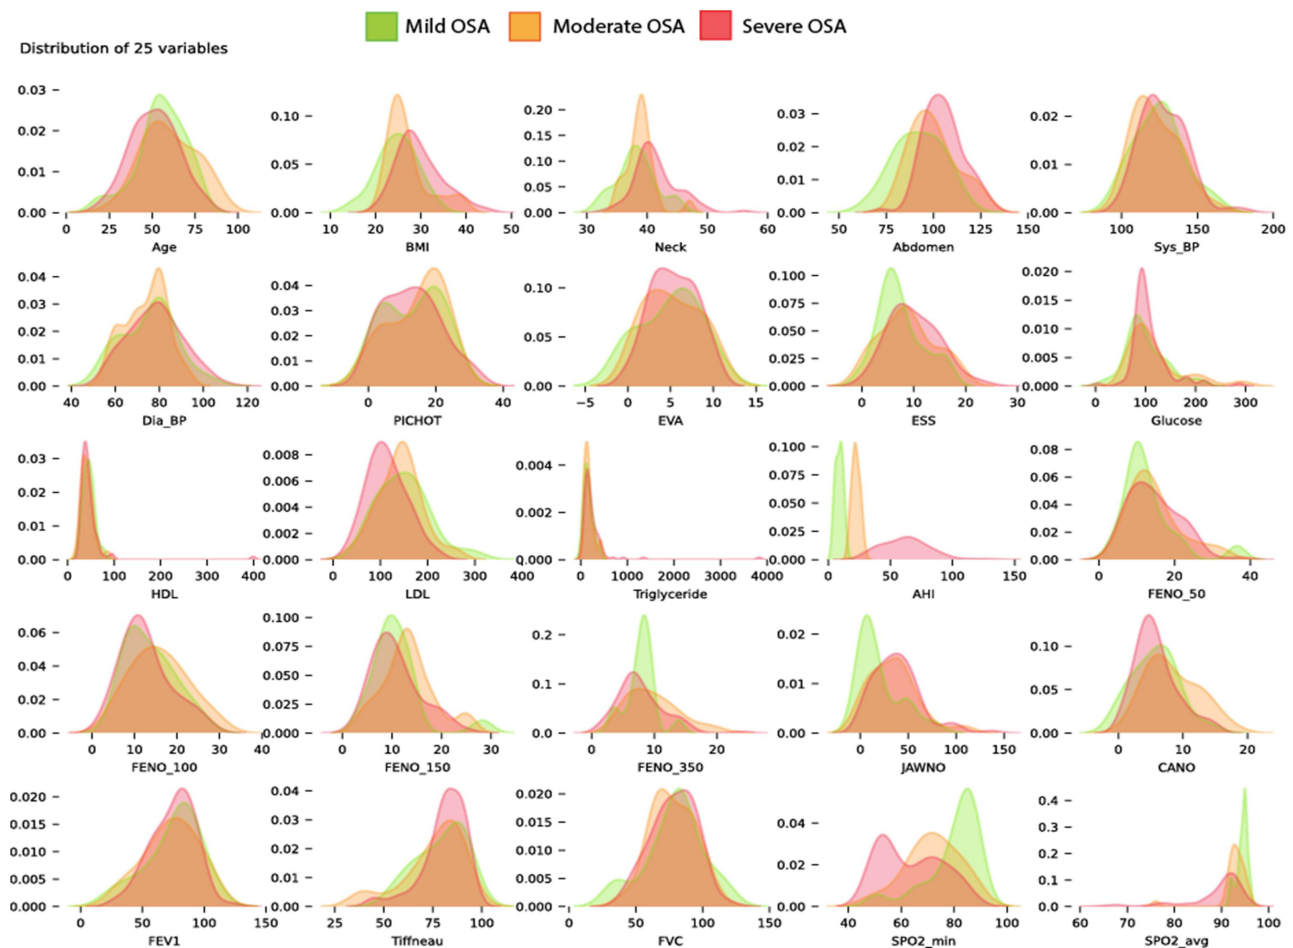 Mild OSA Moderate OSA Severe OSA
Distribution of 25 variables
0.03 0.02 0.01 0.00
0 25 50 75 100
Age
0.10 0.05 0.00
10 20 30 40 50
BMI
0.20 0.15 0.10 0.05 0.00
30 40 50 60
Neck
0.03 0.02 0.01 0.00
50 75 100 125 150
Abdomen
0.02 0.01 0.00
100 150 200
Sys_BP
0.04 0.03 0.02 0.01 0.00
40 60 80 100 120
Dia_BP
0.04 0.03 0.02 0.01 0.00
0 20 40
PICHOT
0.10 0.05 0.00
−5 0 5 10 15
EVA
0.100 0.075 0.050 0.025 0.000
0 10 20 30
ESS
0.020 0.015 0.010 0.005 0.000
0 100 200 300
Glucose
0.03 0.02 0.01 0.00
0 100 200 300 400
HDL
0.008 0.006 0.004 0.002 0.000
0 100 200 300 400
LDL
0.004 0.002 0.000
0 1000 2000 3000 4000
Triglyceride
0.100 0.075 0.050 0.025 0.000
0 50 100 150
AHI
0.08 0.06 0.04 0.02 0.00
0 20 40
FENO_50
0.06 0.04 0.02 0.00
0 10 20 30 40
FENO_100
0.100 0.075 0.050 0.025 0.000
0 10 20 30
FENO_150
0.2 0.1 0.0
0 10 20
FENO_350
0.02 0.01 0.00
0 50 100 150
JAWNO
0.10 0.05 0.00
0 10 20
CANO
0.020 0.015 0.010 0.005 0.000
0 50 100 150
FEV1
0.04 0.03 0.02 0.01 0.00
25 50 75 100
Tiffneau
0.020 0.015 0.010 0.005 0.000
0 50 100 150
FVC
0.04 0.02 0.00
40 60 80 100
SPO2_min
0.4 0.3 0.2 0.1 0.0
60 70 80 90 100
SPO2_avg